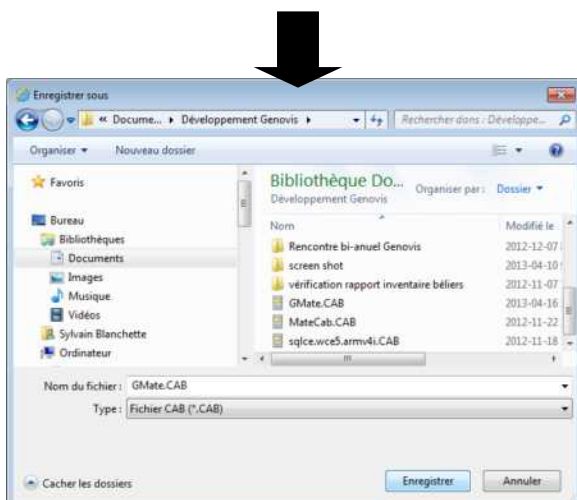 Enregistrer sous
« Docume... ▸ Développement Genovis ▸
Rechercher dans : Développe...
Organiser
Nouveau dossier
Favoris
Bureau
Bibliothèques
Documents
Images
Musique
Vidéos
Sylvain Blanchette
Ordinateur
Bibliothèque Do...
Développement Genovis
Organiser par :
Dossier
Nom
Modifié le
Rencontre bi-anuel Genovis 2012-12-07
screen shot 2013-04-10
vérification rapport inventaire béliers 2012-11-07
GMate.CAB 2013-04-16
MateCab.CAB 2012-11-22
sqlce.wce5.armv4i.CAB 2012-11-18
Nom du fichier : GMate.CAB
Type : Fichier CAB (*.CAB)
Cacher les dossiers
Enregistrer
Annuler